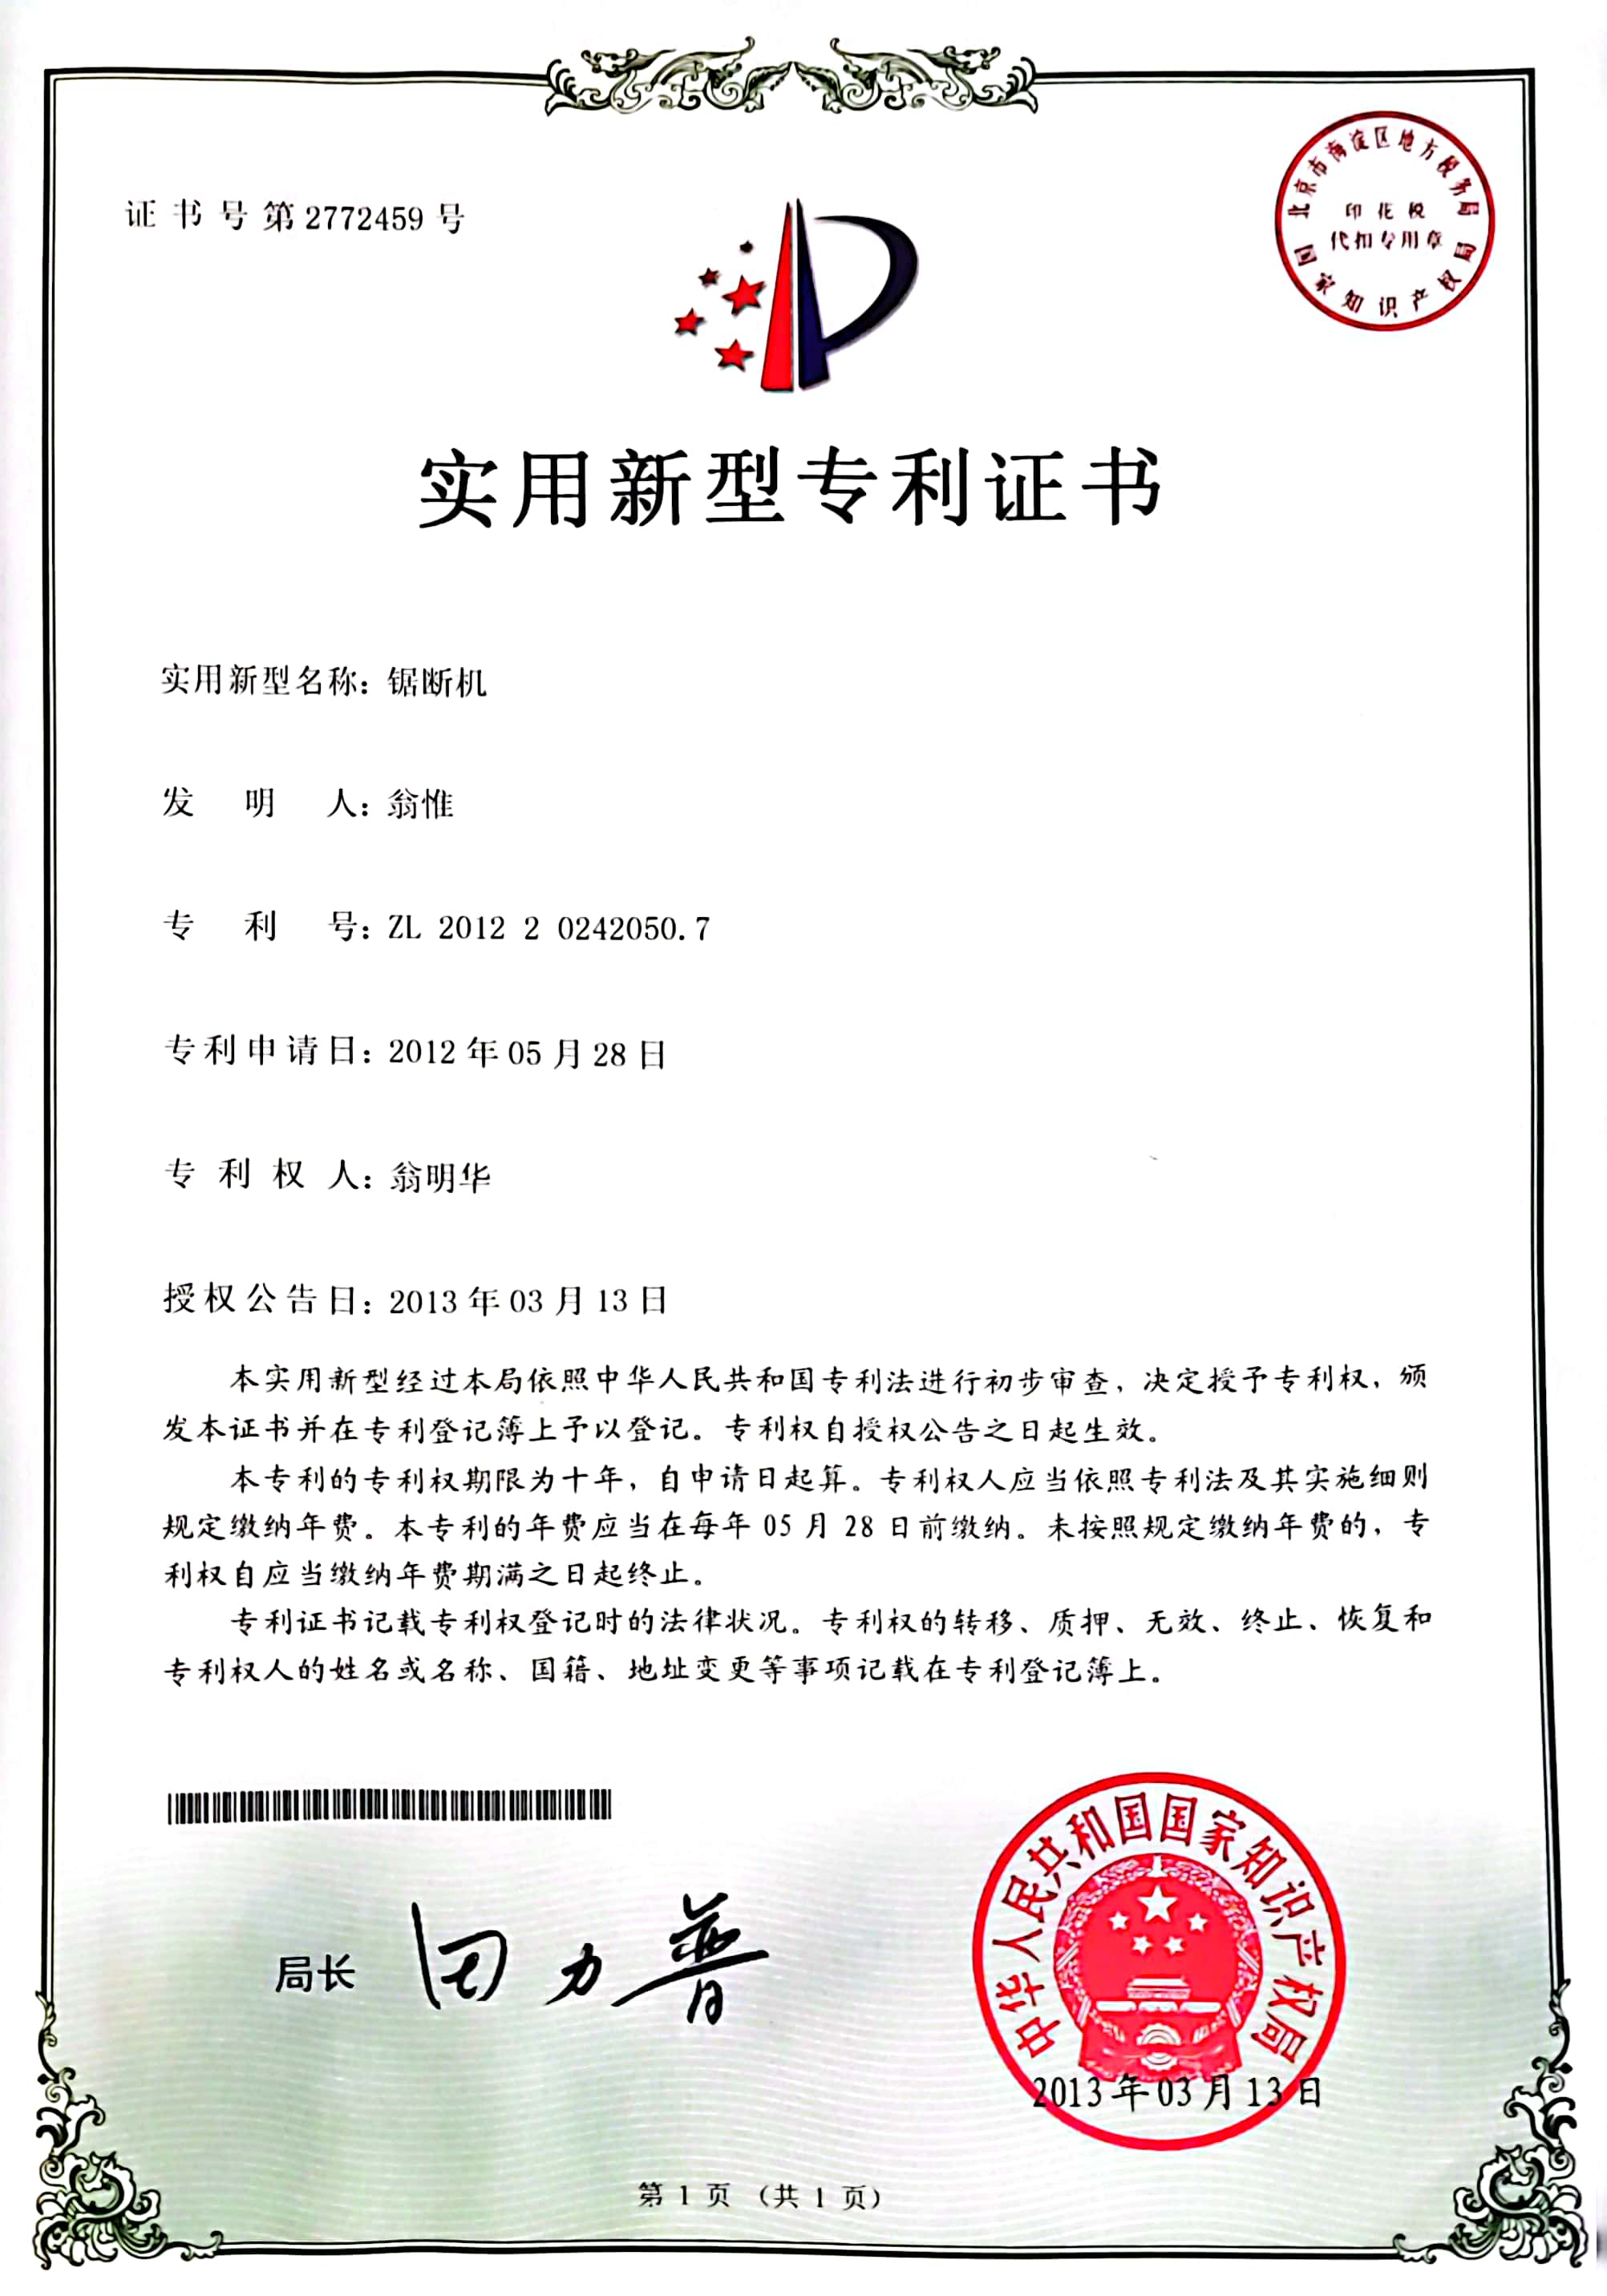 证书号第2772459号
北京市海淀区地方税务局
印花税
代扣专用章
国家知识产权局
实用新型专利证书
实用新型名称：锯断机
发明人：翁惟
专利号：ZL 2012 2 0242050.7
专利申请日：2012年05月28日
专利权人：翁明华
授权公告日：2013年03月13日
本实用新型经过本局依照中华人民共和国专利法进行初步审查，决定授予专利权，颁
发本证书并在专利登记簿上予以登记。专利权自授权公告之日起生效。
本专利的专利权期限为十年，自申请日起算。专利权人应当依照专利法及其实施细则
规定缴纳年费。本专利的年费应当在每年05月28日前缴纳。未按照规定缴纳年费的，专
利权自应当缴纳年费期满之日起终止。
专利证书记载专利权登记时的法律状况。专利权的转移、质押、无效、终止、恢复和
专利权人的姓名或名称、国籍、地址变更等事项记载在专利登记簿上。
局长 田力普
中华人民共和国国家知识产权局
2013年03月13日
第1页（共1页）